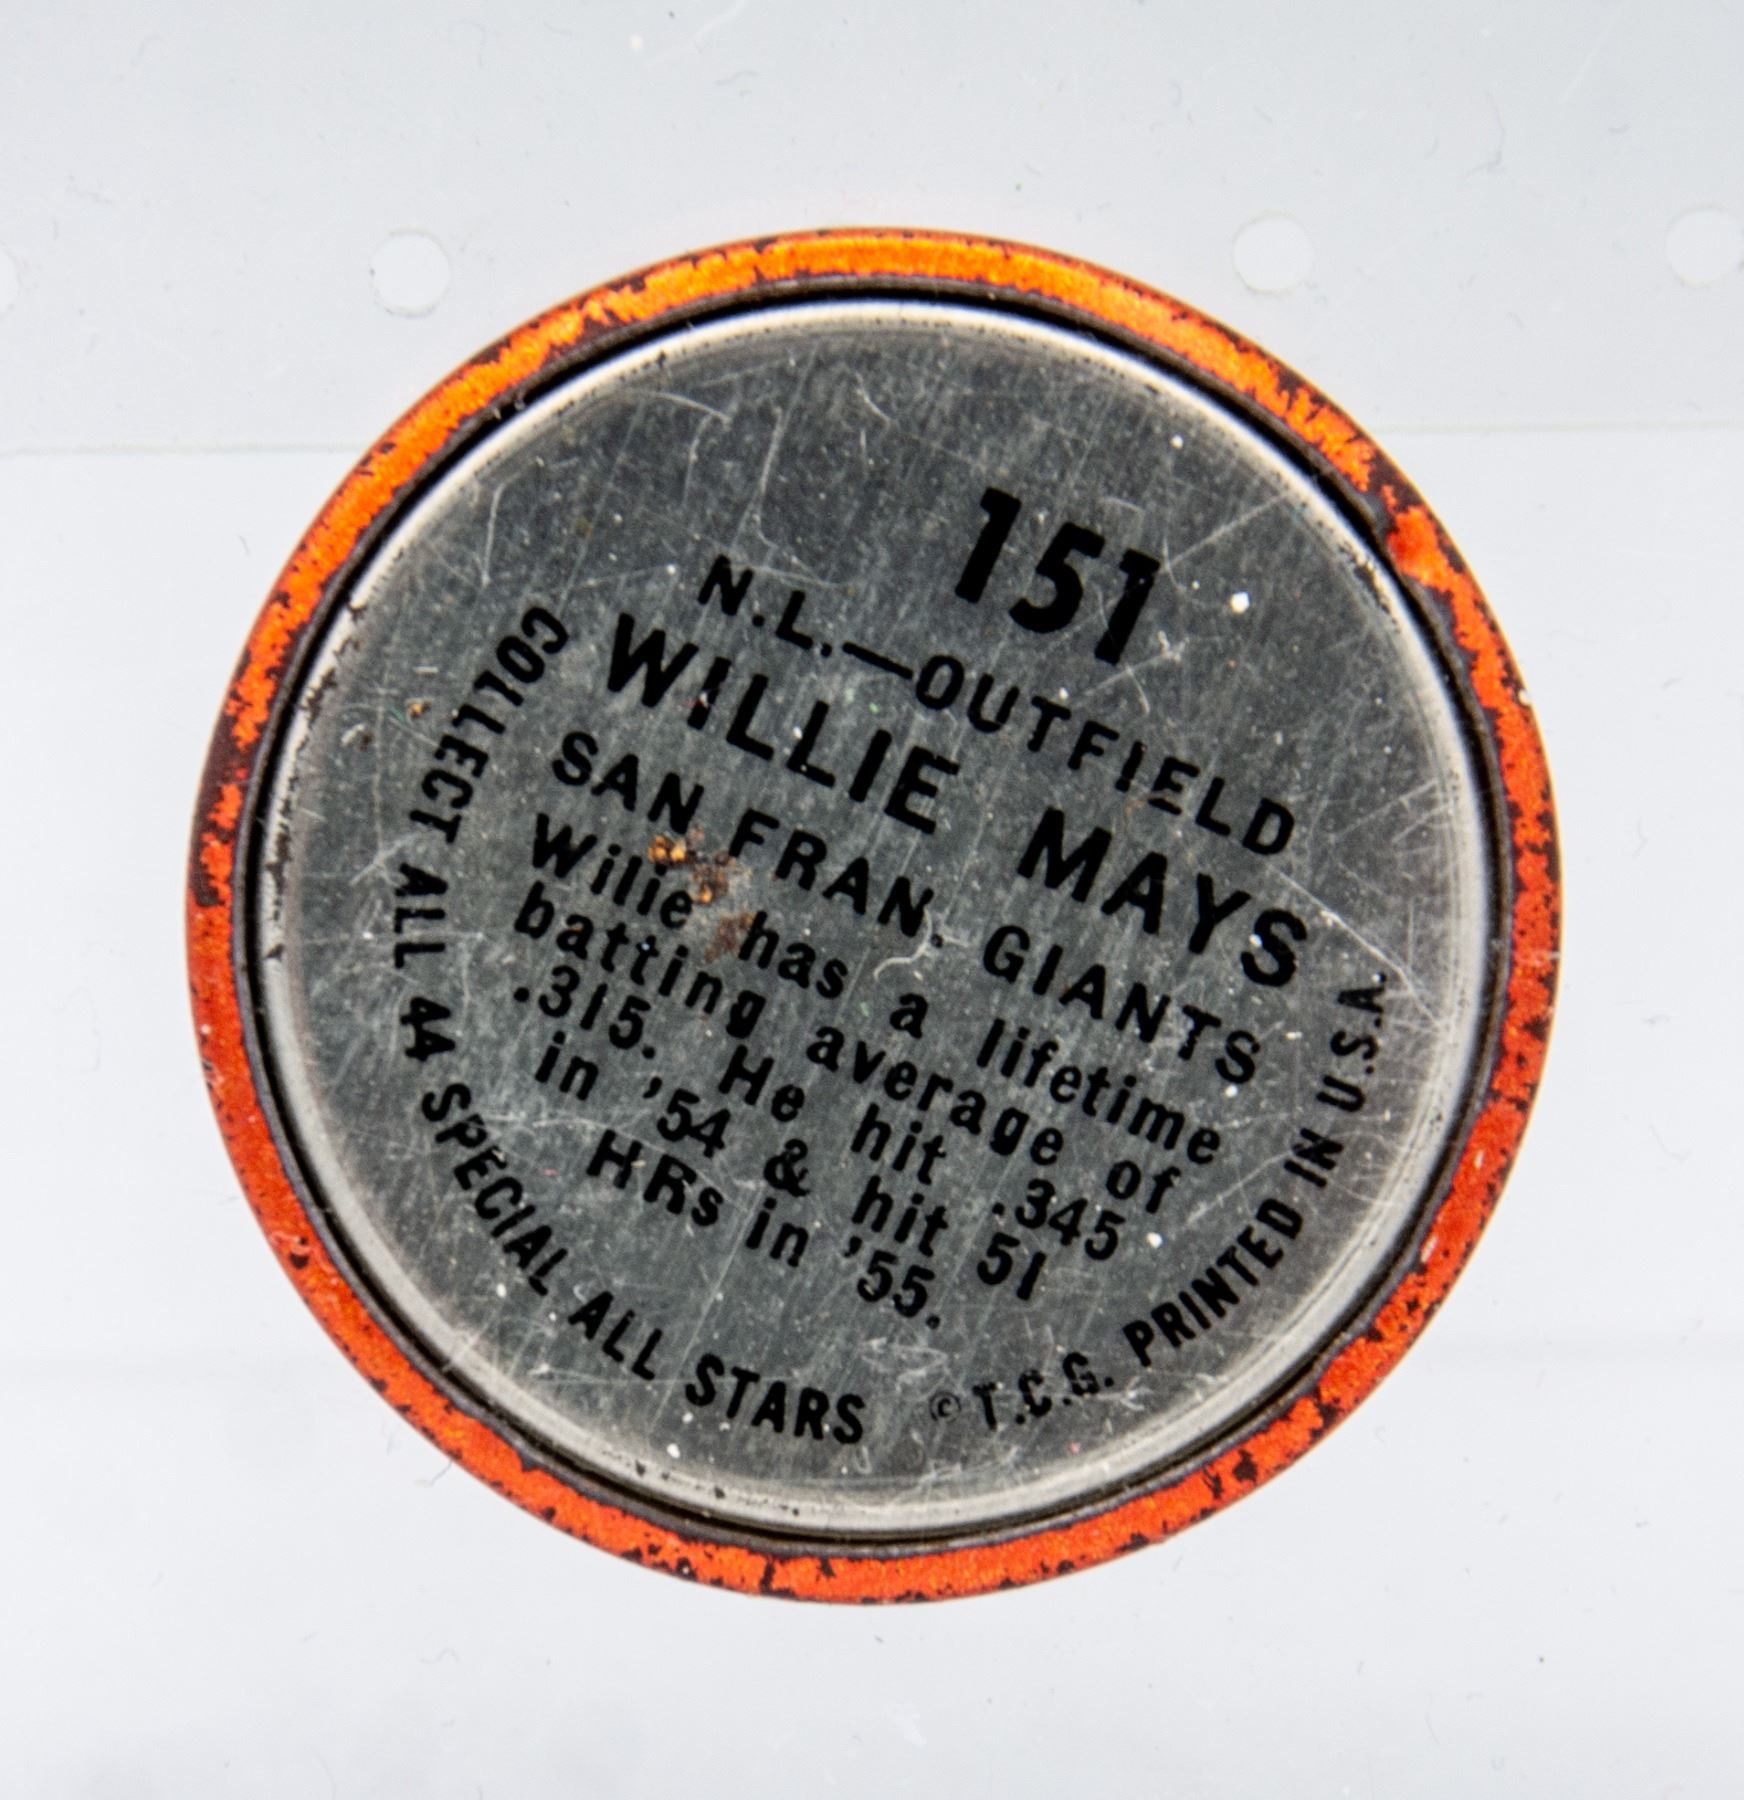 151
N.L.—OUTFIELD
WILLIE MAYS
SAN FRAN. GIANTS
Willie has a lifetime
batting average of
.315. He hit .345
in '54 & hit 51
HRs in '55.
COLLECT ALL 44 SPECIAL ALL STARS © T.C.G. PRINTED IN U.S.A.